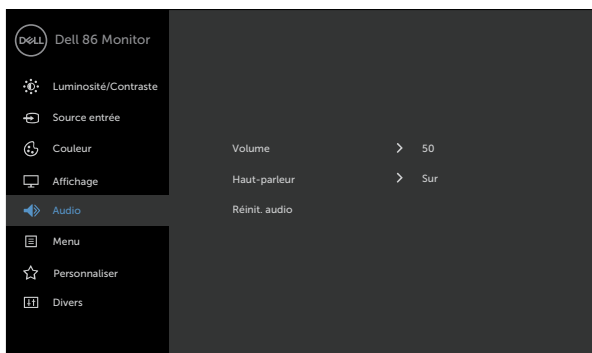 DELL Dell 86 Monitor
Luminosité/Contraste
Source entrée
Couleur
Affichage
Audio
Menu
Personnaliser
Divers
Volume 50
Haut-parleur Sur
Réinit. audio